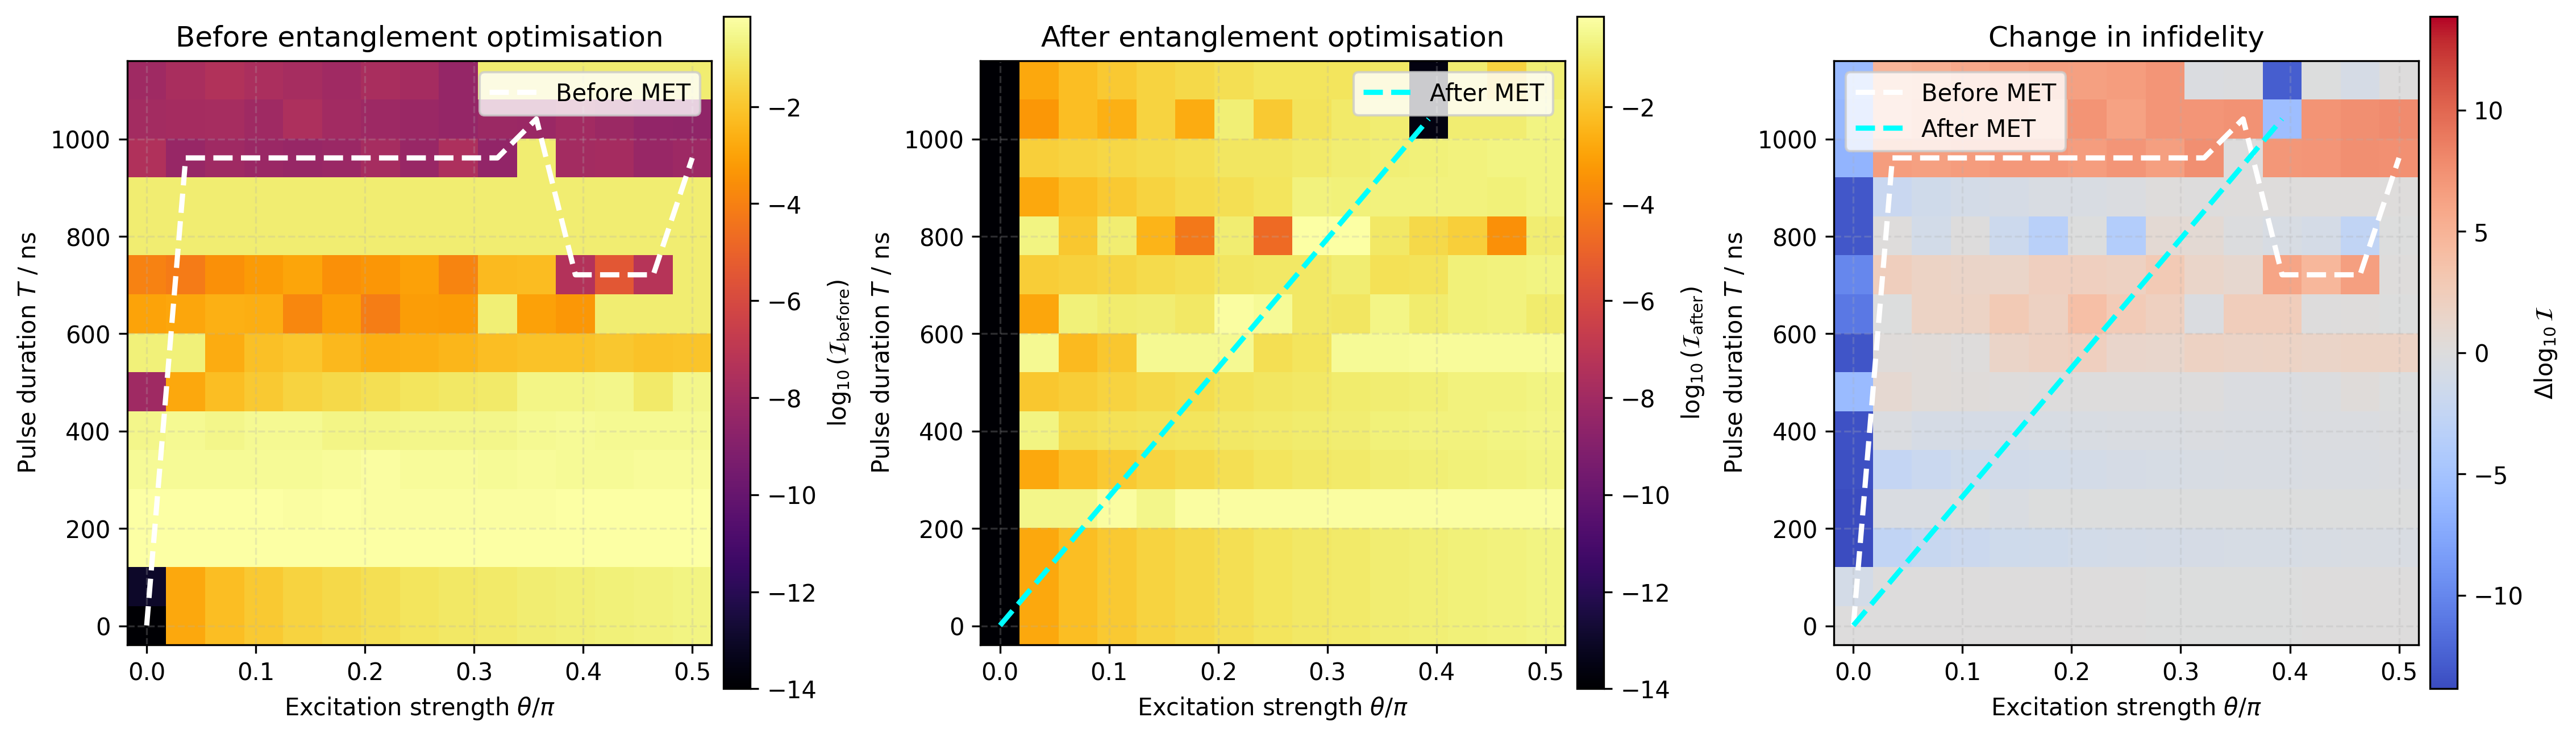 Before entanglement optimisation
Before MET
1000
800
600
400
200
0
Pulse duration T / ns
0.0 0.1 0.2 0.3 0.4 0.5
Excitation strength θ/π
−2
−4
−6
−8
−10
−12
−14
log₁₀ (ℐ_before)
After entanglement optimisation
After MET
1000
800
600
400
200
0
Pulse duration T / ns
0.0 0.1 0.2 0.3 0.4 0.5
Excitation strength θ/π
−2
−4
−6
−8
−10
−12
−14
log₁₀ (ℐ_after)
Change in infidelity
Before MET
After MET
1000
800
600
400
200
0
Pulse duration T / ns
0.0 0.1 0.2 0.3 0.4 0.5
Excitation strength θ/π
10
5
0
−5
−10
Δlog₁₀ ℐ